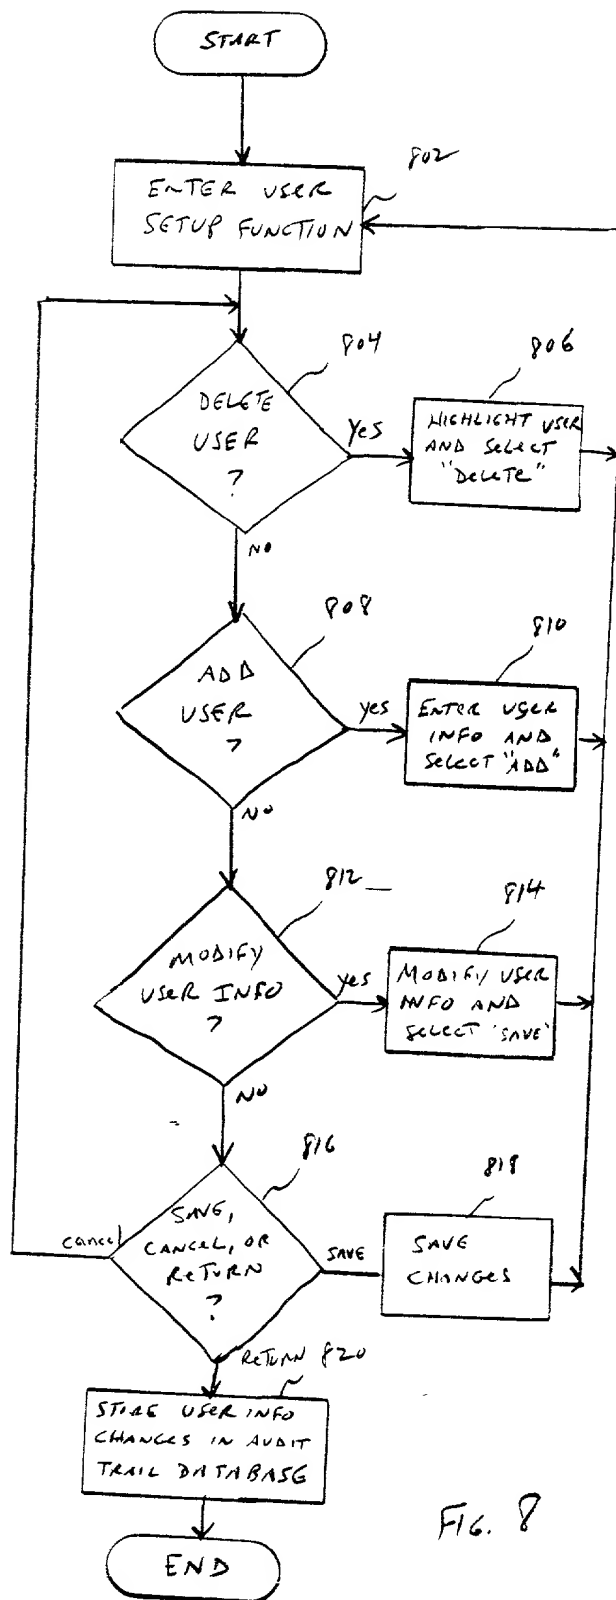 START
802
ENTER USER
SETUP FUNCTION
804
DELETE
USER
?
Yes
806
HIGHLIGHT USER
AND SELECT
"DELETE"
NO
808
ADD
USER
?
yes
810
ENTER USER
INFO AND
SELECT "ADD"
NO
812
MODIFY
USER INFO
?
Yes
814
MODIFY USER
INFO AND
SELECT 'SAVE'
NO
816
SAVE,
CANCEL, OR
RETURN
?
cancel
SAVE
818
SAVE
CHANGES
RETURN 820
STORE USER INFO
CHANGES IN AUDIT
TRAIL DATABASE
END
FIG. 8